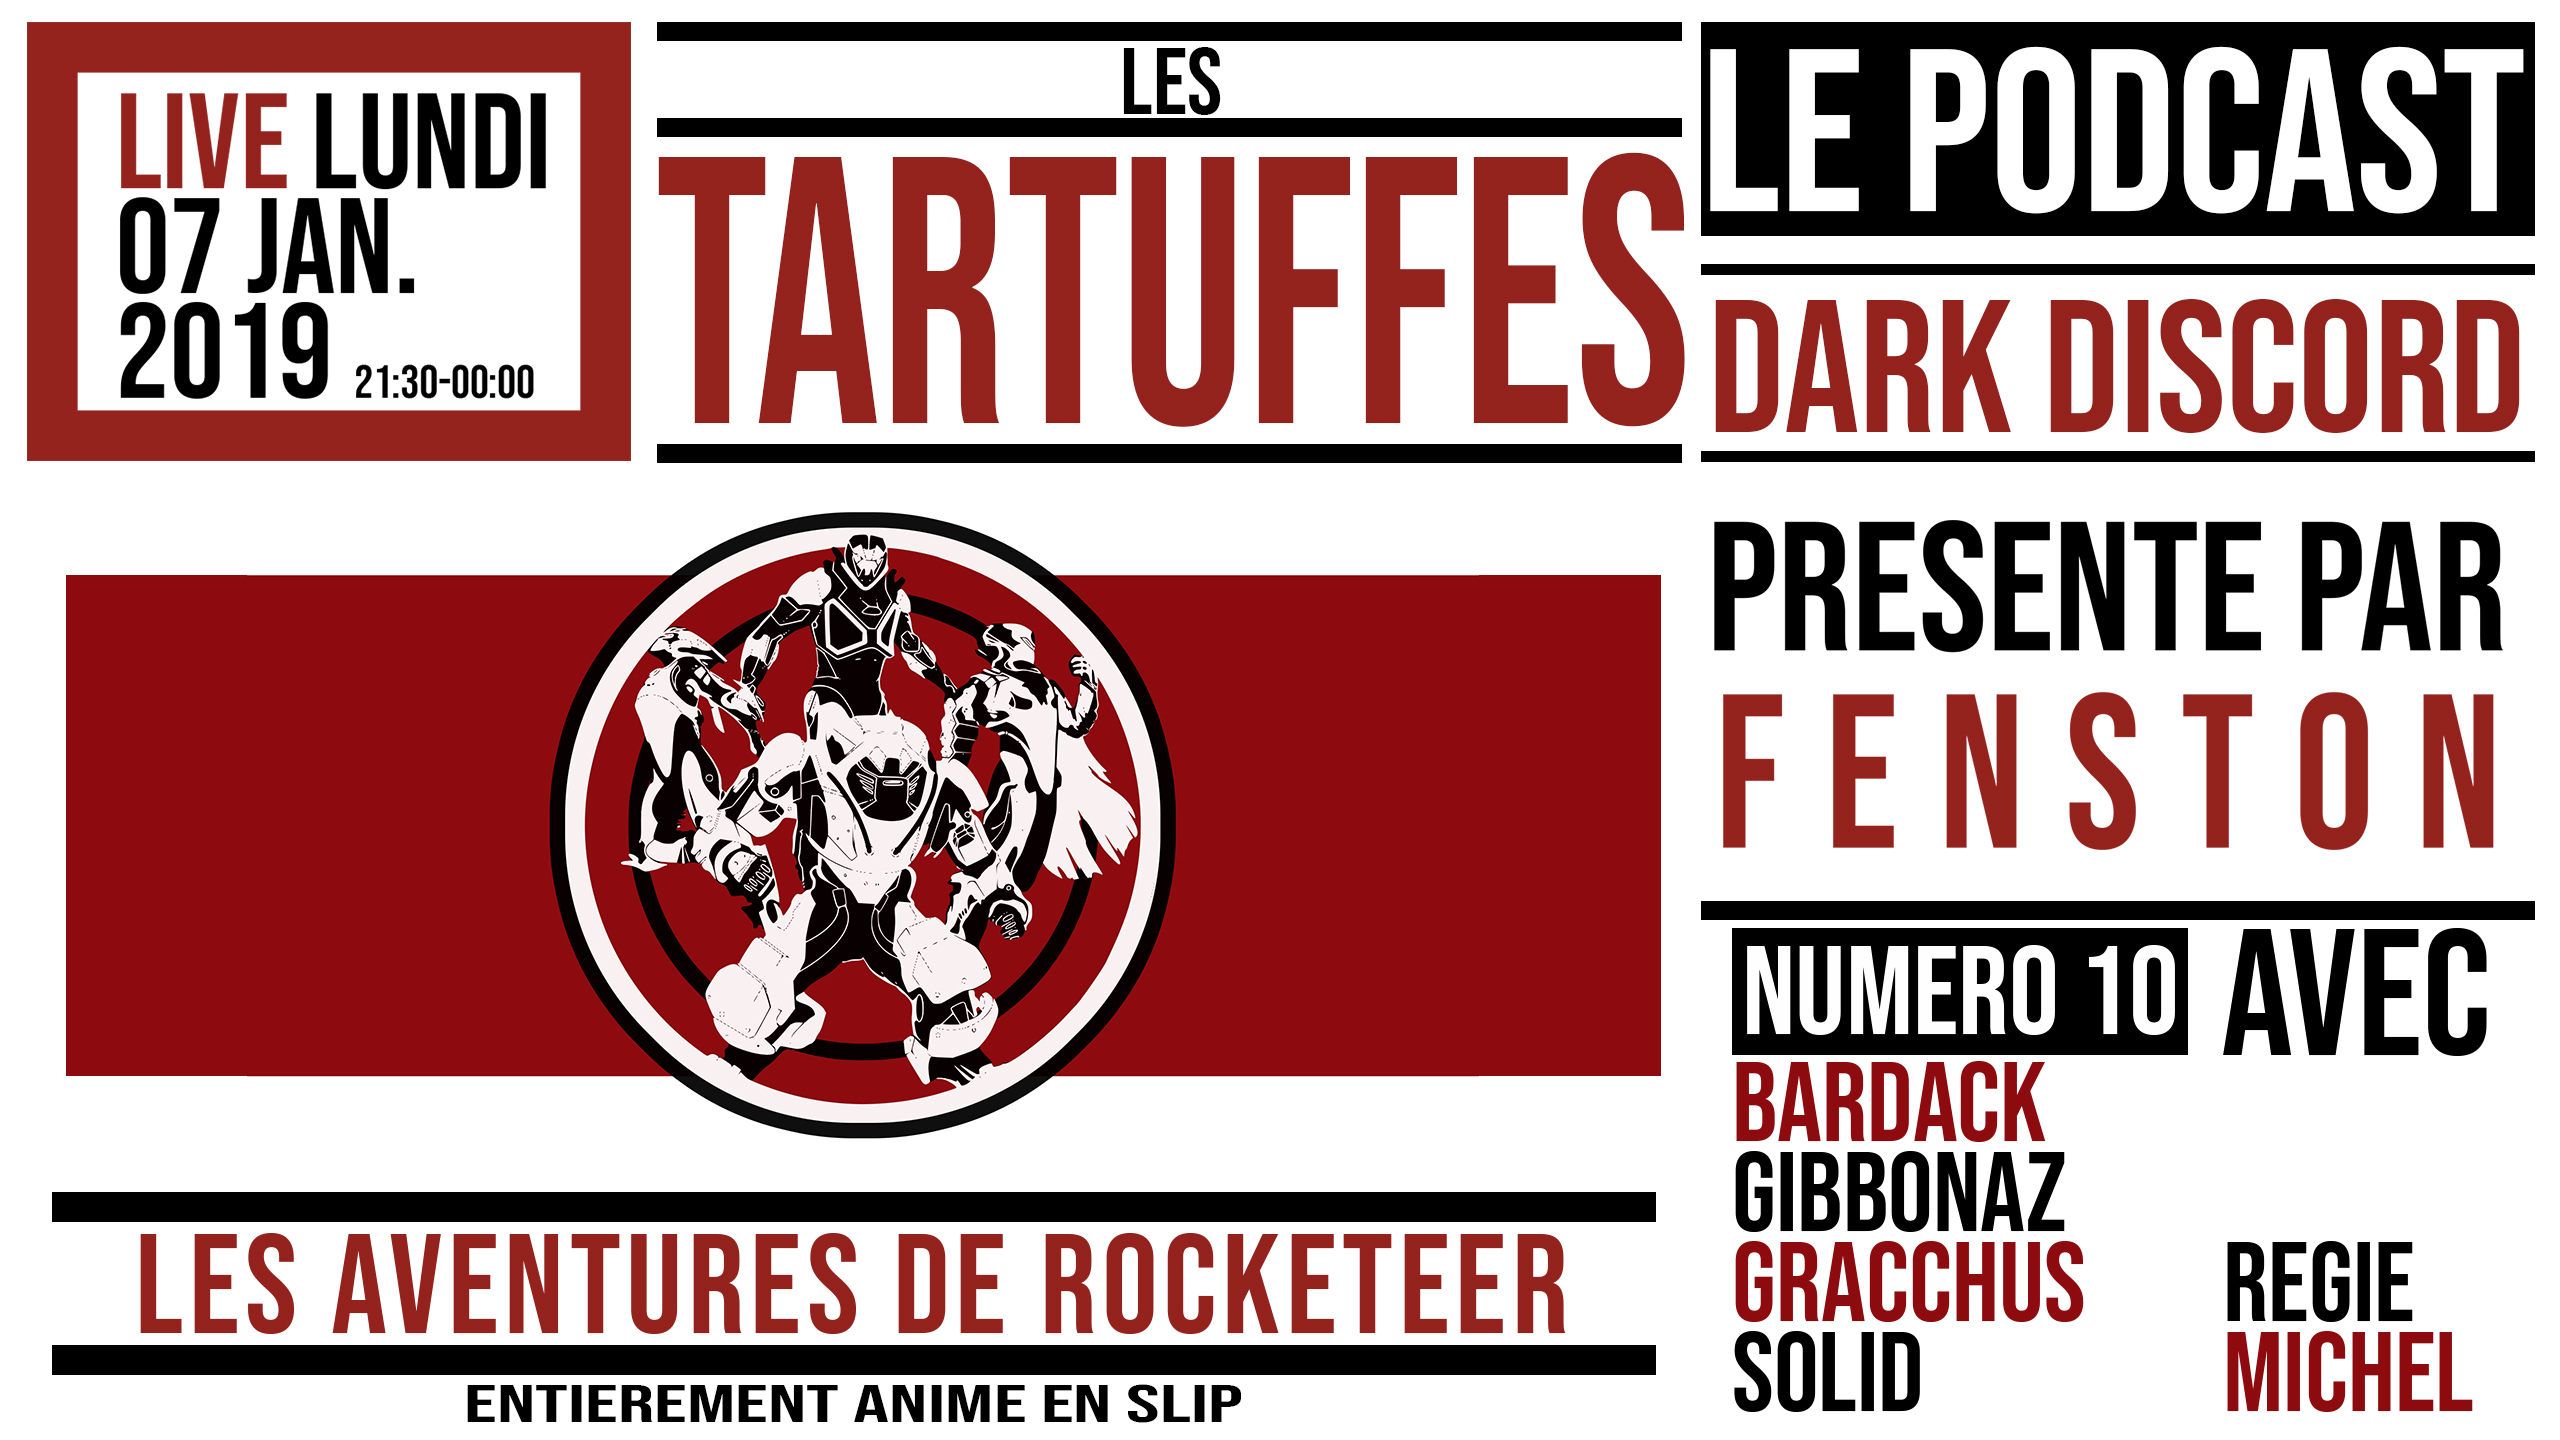 LIVE LUNDI
07 JAN.
2019 21:30-00:00
LES
TARTUFFES
LE PODCAST
DARK DISCORD
PRESENTE PAR
FENSTON
NUMERO 10 AVEC
BARDACK
GIBBONAZ
GRACCHUS
SOLID
REGIE
MICHEL
LES AVENTURES DE ROCKETEER
ENTIEREMENT ANIME EN SLIP